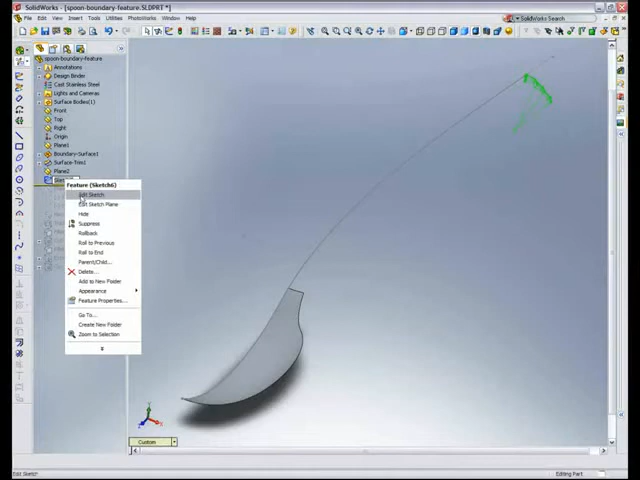 SolidWorks - [spoon-boundary-feature.SLDPRT *]
File Edit View Insert Tools Utilities PhotoWorks Window Help
SolidWorks Search
spoon-boundary-feature
Annotations
Design Binder
Cast Stainless Steel
Lights and Cameras
Surface Bodies(1)
Front
Top
Right
Origin
Plane1
Boundary-Surface1
Surface-Trim1
Plane2
Feature (Sketch6)
Edit Sketch
Edit Sketch Plane
Hide
Suppress
Rollback
Roll to Previous
Roll to End
Parent/Child...
Delete...
Add to New Folder
Appearance
Feature Properties...
Go To...
Create New Folder
Zoom to Selection
Custom
Edit Sketch
Editing Part